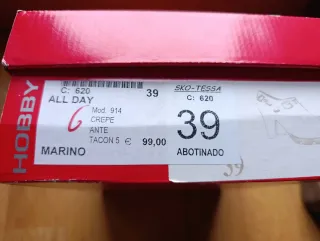 HOBBY
C: 620 39
ALL DAY
Mod. 914
6 CREPE
ANTE
TACON 5 € 99,00
MARINO
SKO-TESSA
C: 620
39
ABOTINADO
39